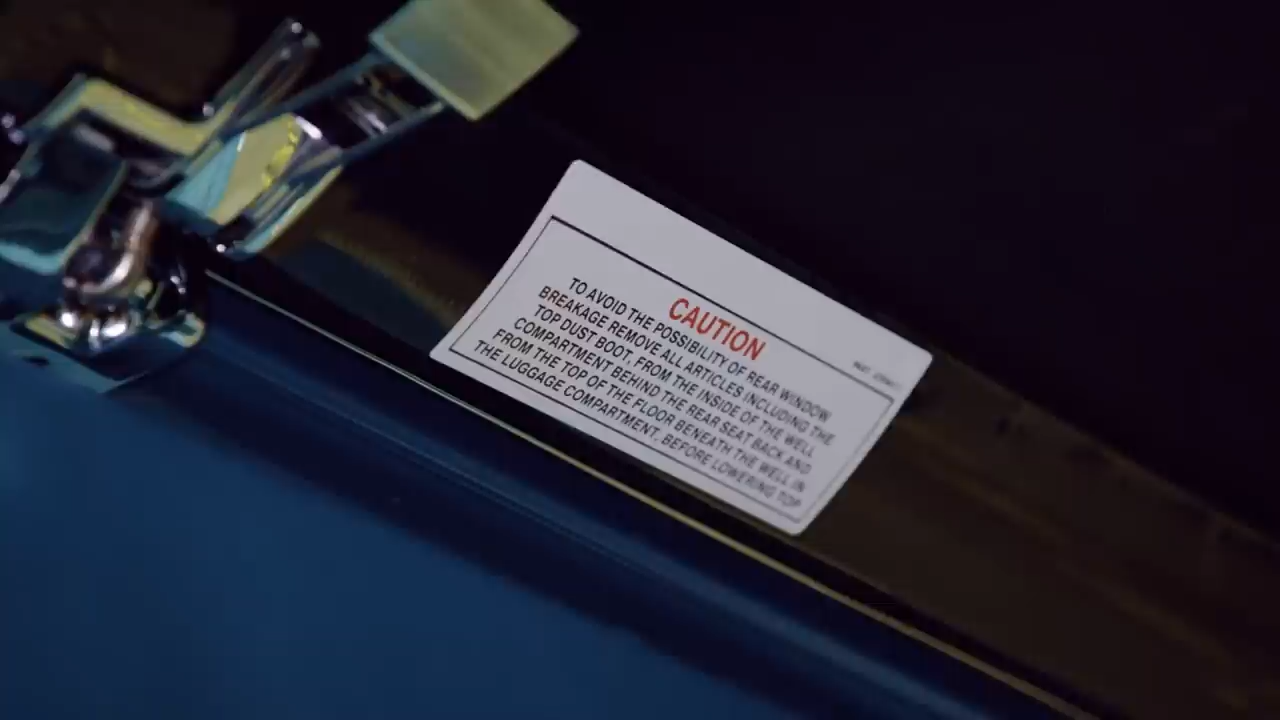 CAUTION
TO AVOID THE POSSIBILITY OF REAR WINDOW
BREAKAGE REMOVE ALL ARTICLES INCLUDING THE
TOP DUST BOOT, FROM THE INSIDE OF THE WELL
COMPARTMENT BEHIND THE REAR SEAT BACK AND
FROM THE TOP OF THE FLOOR BENEATH THE WELL IN
THE LUGGAGE COMPARTMENT, BEFORE LOWERING TOP